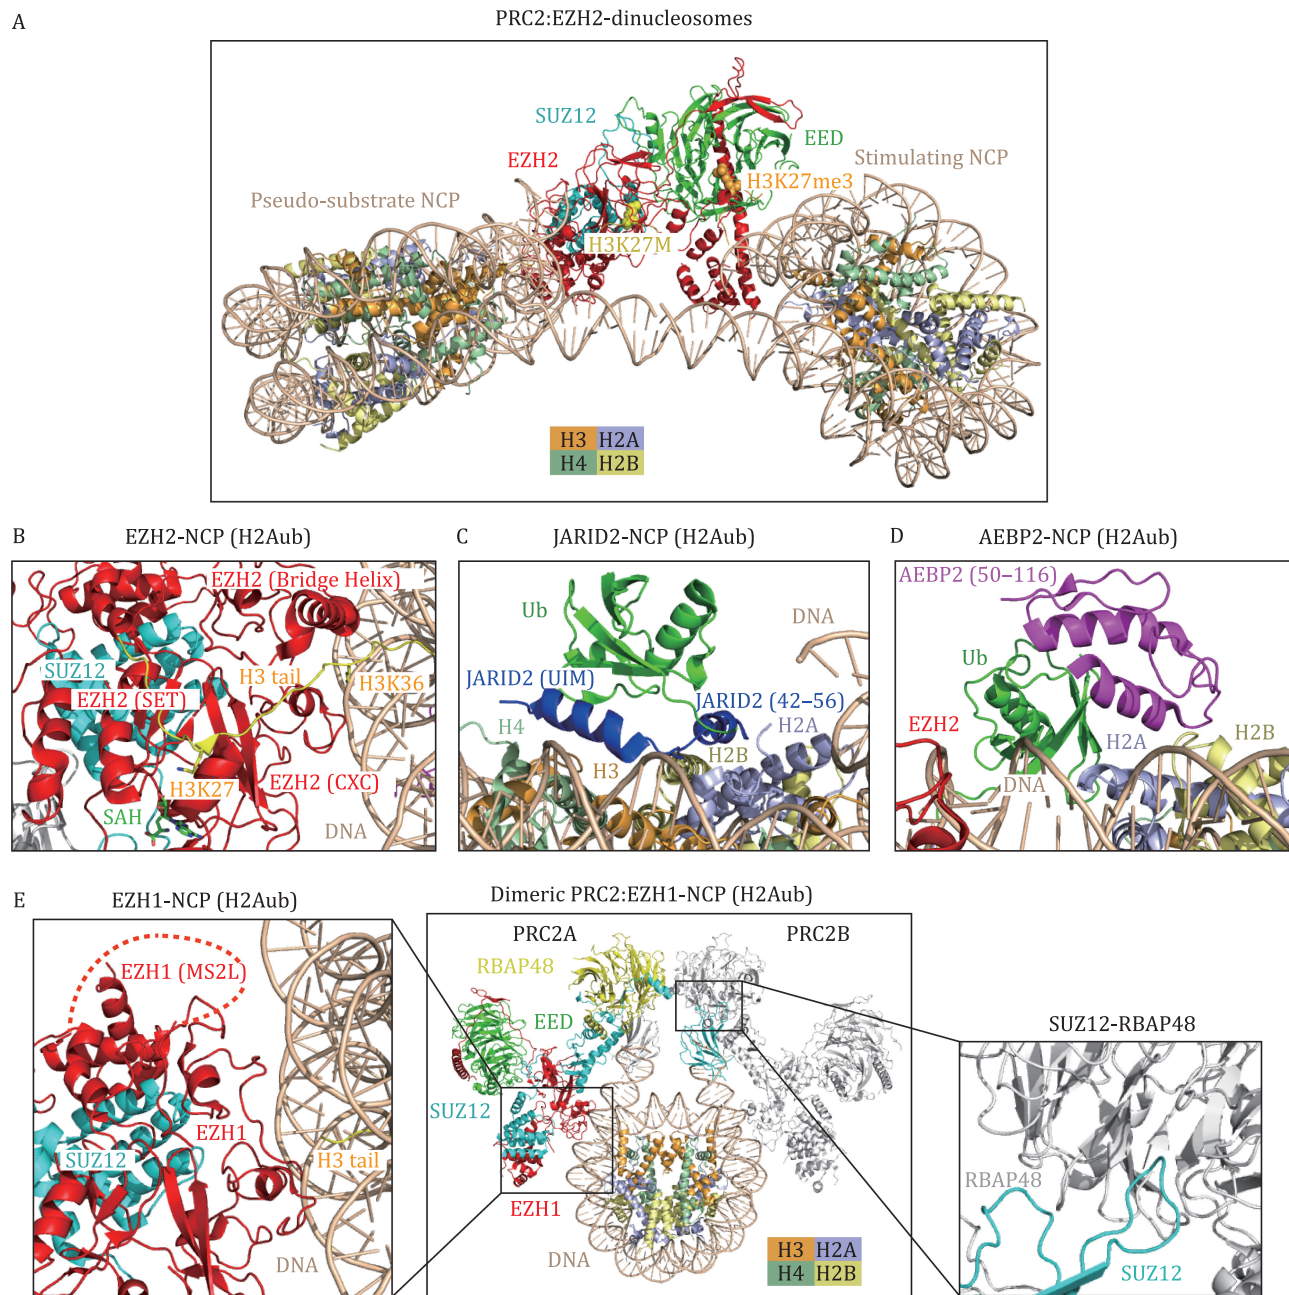 A
PRC2:EZH2-dinucleosomes
SUZ12
EED
EZH2
Stimulating NCP
H3K27me3
Pseudo-substrate NCP
H3K27M
H3 H2A
H4 H2B
B EZH2-NCP (H2Aub)
EZH2 (Bridge Helix)
SUZ12
H3 tail
H3K36
EZH2 (SET)
H3K27
EZH2 (CXC)
SAH
DNA
C JARID2-NCP (H2Aub)
Ub
DNA
JARID2 (UIM)
JARID2 (42–56)
H4
H2A
H2B
H3
D AEBP2-NCP (H2Aub)
AEBP2 (50–116)
Ub
EZH2
H2A
H2B
DNA
E EZH1-NCP (H2Aub)
EZH1 (MS2L)
EZH1
SUZ12
H3 tail
DNA
Dimeric PRC2:EZH1-NCP (H2Aub)
PRC2A
PRC2B
RBAP48
EED
SUZ12
EZH1
DNA
H3 H2A
H4 H2B
SUZ12-RBAP48
RBAP48
SUZ12